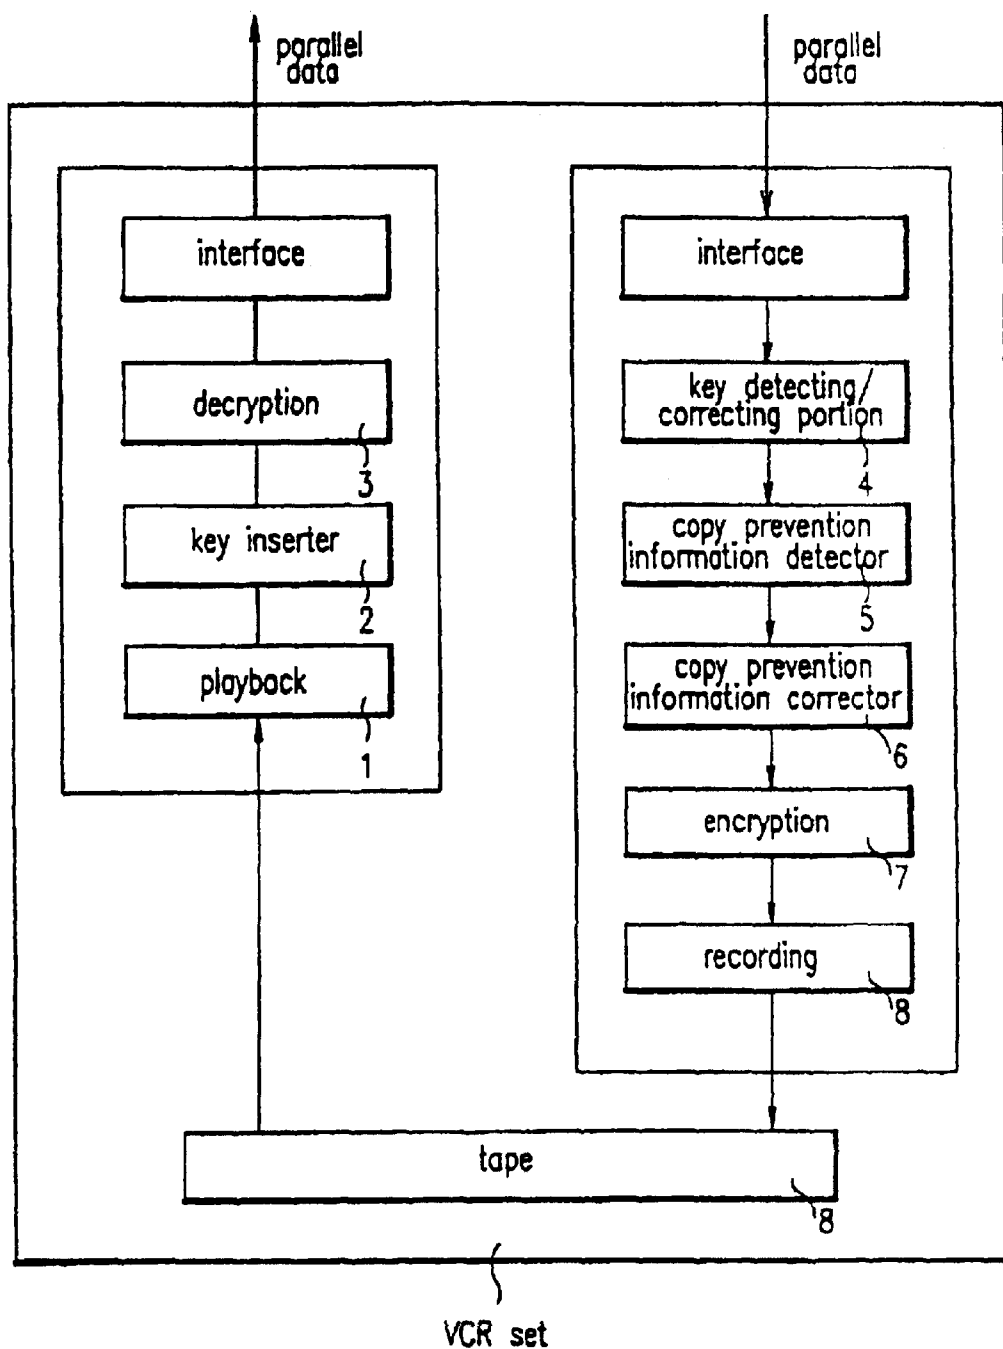 parallel
data
parallel
data
interface
decryption
3
key inserter
2
playback
1
interface
key detecting/
correcting portion
4
copy prevention
information detector
5
copy prevention
information corrector
6
encryption
7
recording
8
tape
8
VCR set